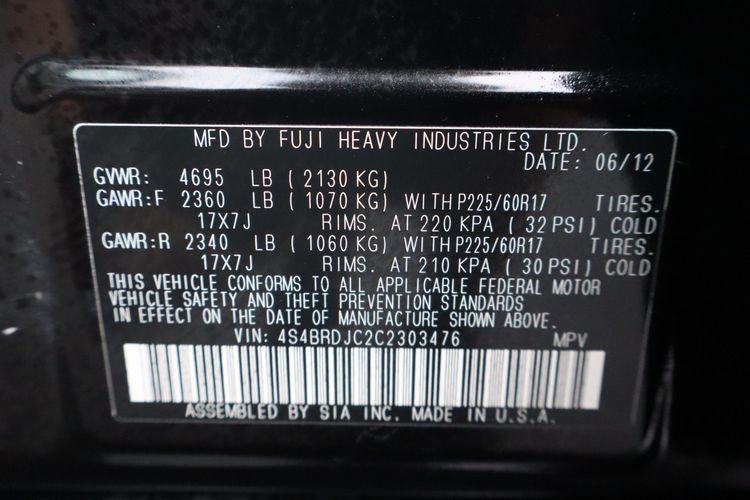 MFD BY FUJI HEAVY INDUSTRIES LTD.
DATE: 06/12
GVWR: 4695 LB ( 2130 KG)
GAWR:F 2360 LB ( 1070 KG) WITH P225/60R17 TIRES.
17X7J RIMS. AT 220 KPA ( 32 PSI) COLD
GAWR:R 2340 LB ( 1060 KG) WITH P225/60R17 TIRES.
17X7J RIMS. AT 210 KPA ( 30 PSI) COLD
THIS VEHICLE CONFORMS TO ALL APPLICABLE FEDERAL MOTOR
VEHICLE SAFETY AND THEFT PREVENTION STANDARDS
IN EFFECT ON THE DATE OF MANUFACTURE SHOWN ABOVE.
VIN: 4S4BRDJC2C2303476 MPV
ASSEMBLED BY SIA INC. MADE IN U.S.A.